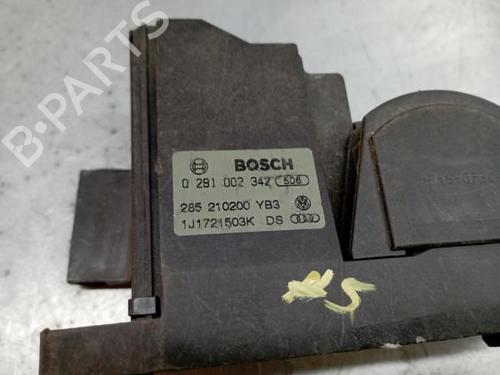 BOSCH
0 281 002 342 506
285 210200 YB3
1J1721503K DS
B-PARTS